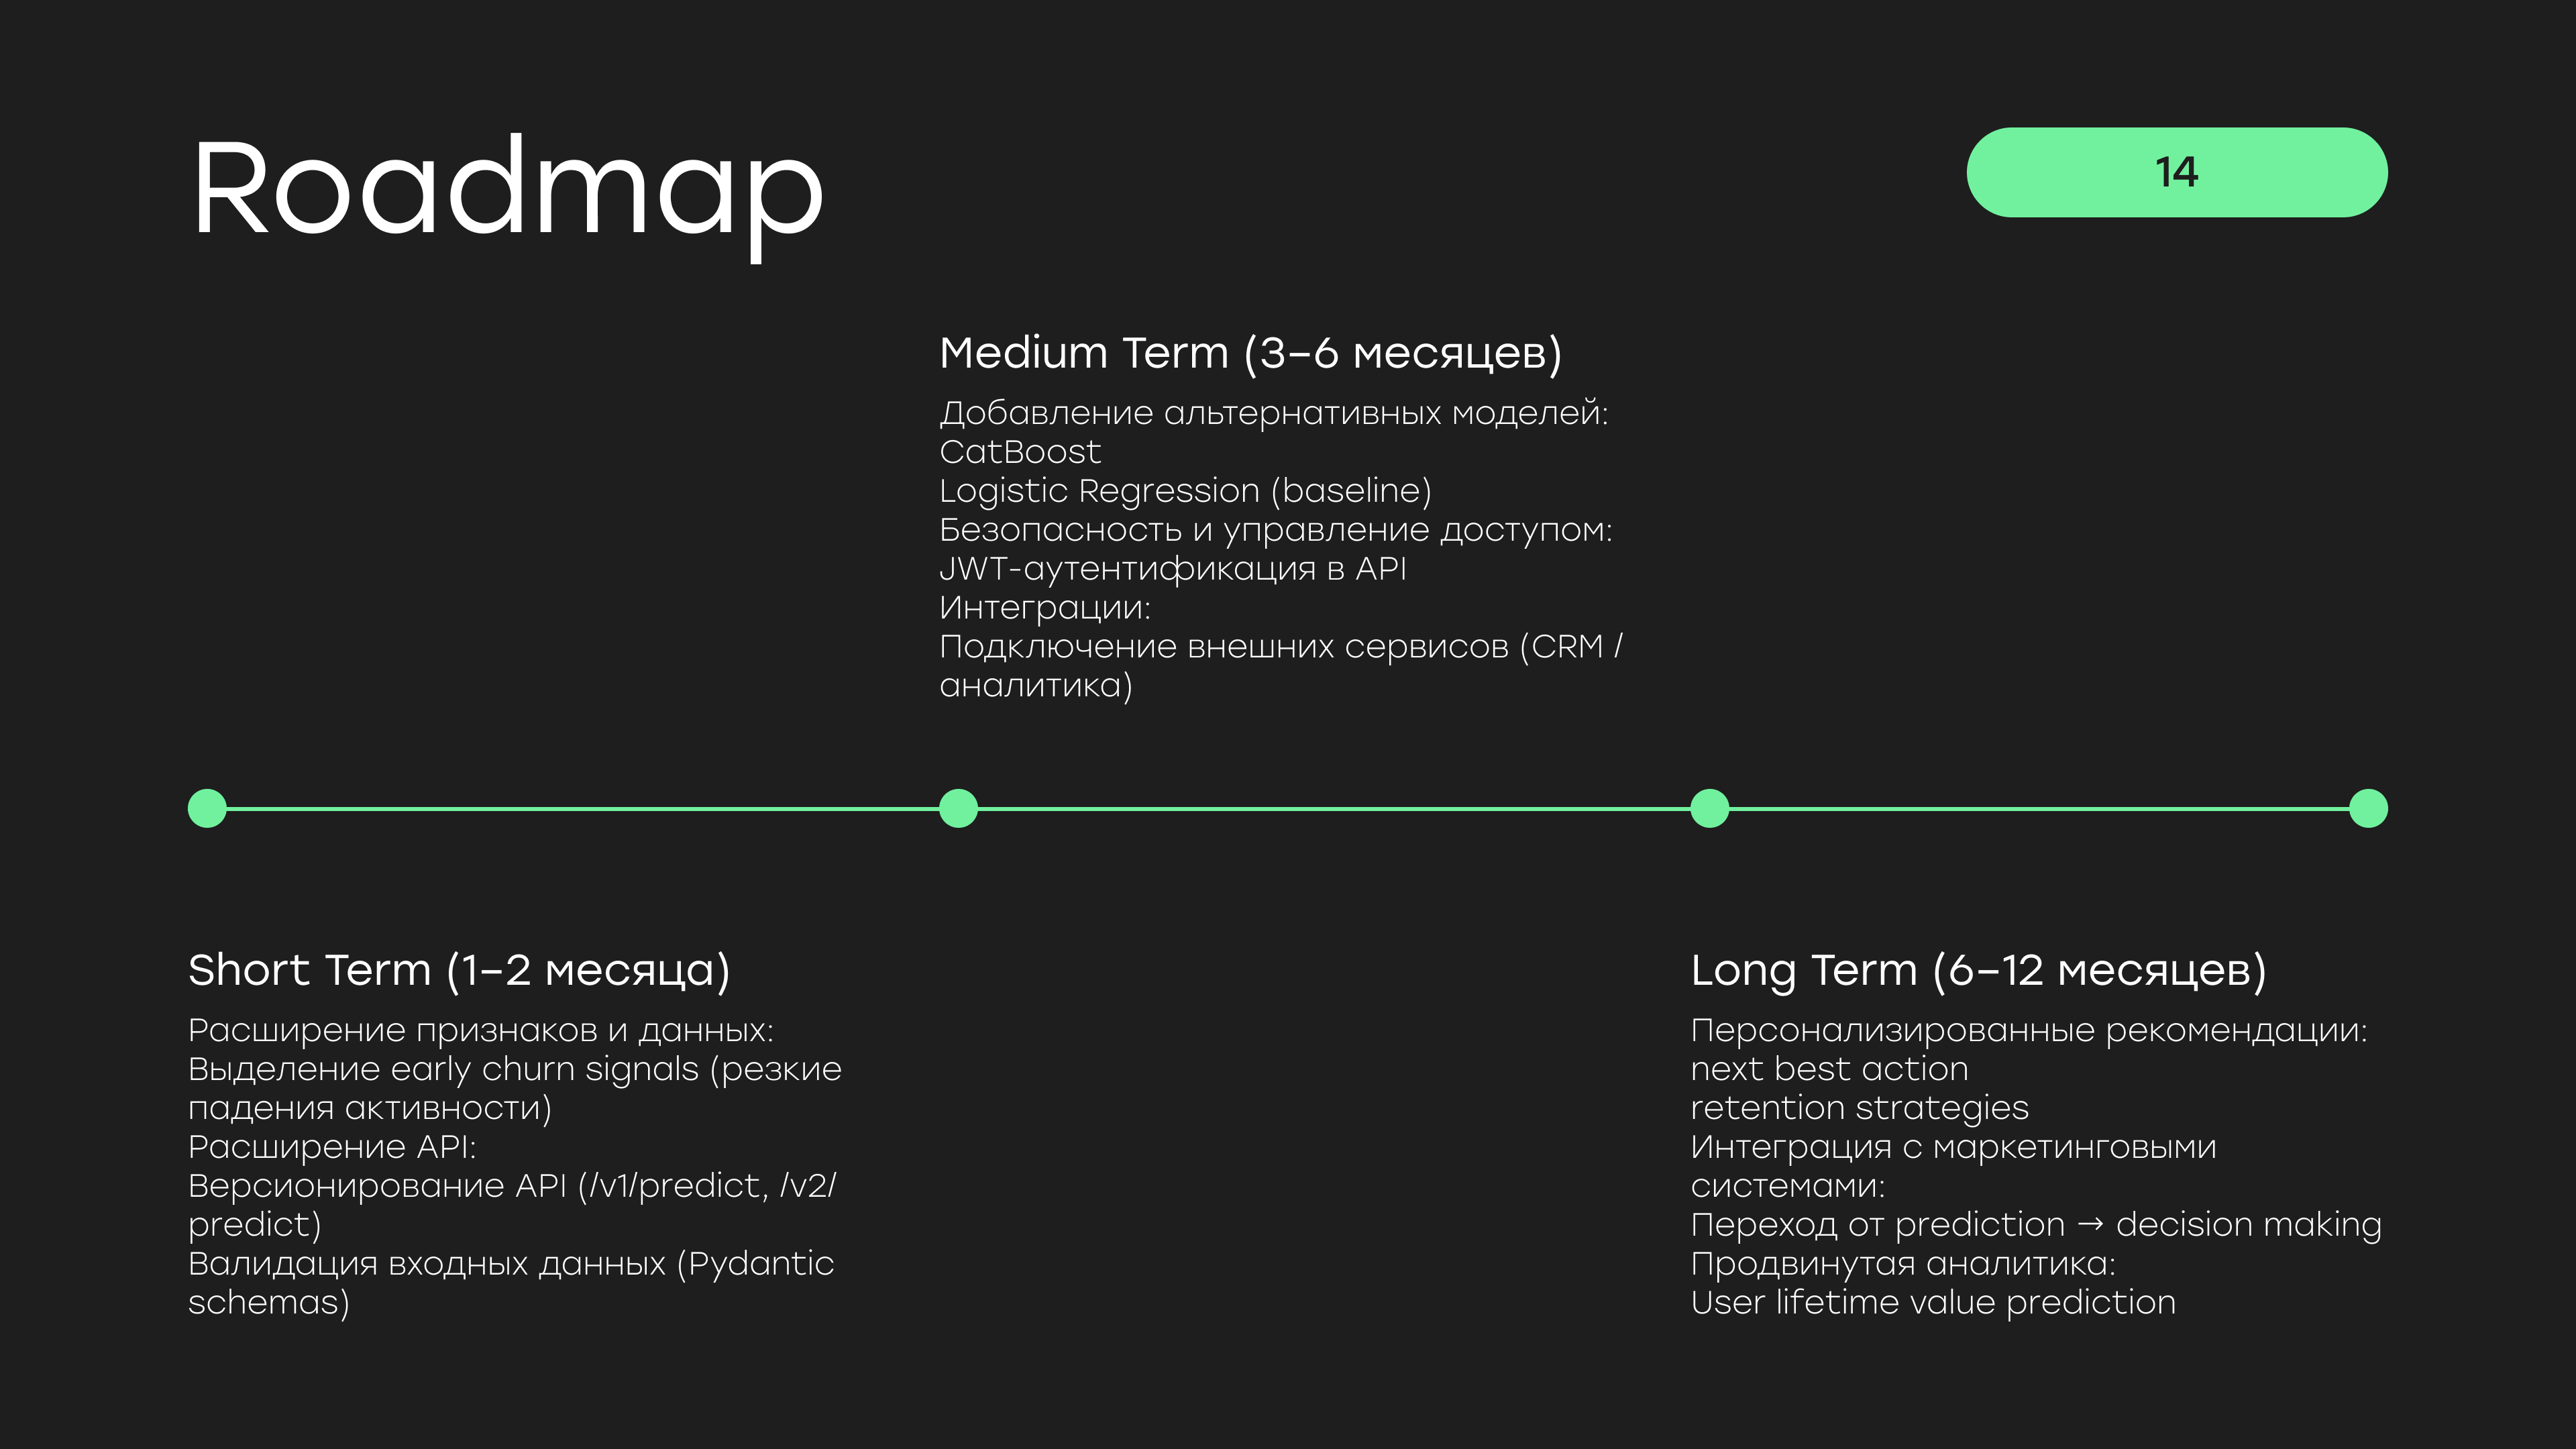 Roadmap
14
Medium Term (3–6 месяцев)
Добавление альтернативных моделей:
CatBoost
Logistic Regression (baseline)
Безопасность и управление доступом:
JWT-аутентификация в API
Интеграции:
Подключение внешних сервисов (CRM /
аналитика)
Short Term (1–2 месяца)
Расширение признаков и данных:
Выделение early churn signals (резкие
падения активности)
Расширение API:
Версионирование API (/v1/predict, /v2/
predict)
Валидация входных данных (Pydantic
schemas)
Long Term (6–12 месяцев)
Персонализированные рекомендации:
next best action
retention strategies
Интеграция с маркетинговыми
системами:
Переход от prediction → decision making
Продвинутая аналитика:
User lifetime value prediction